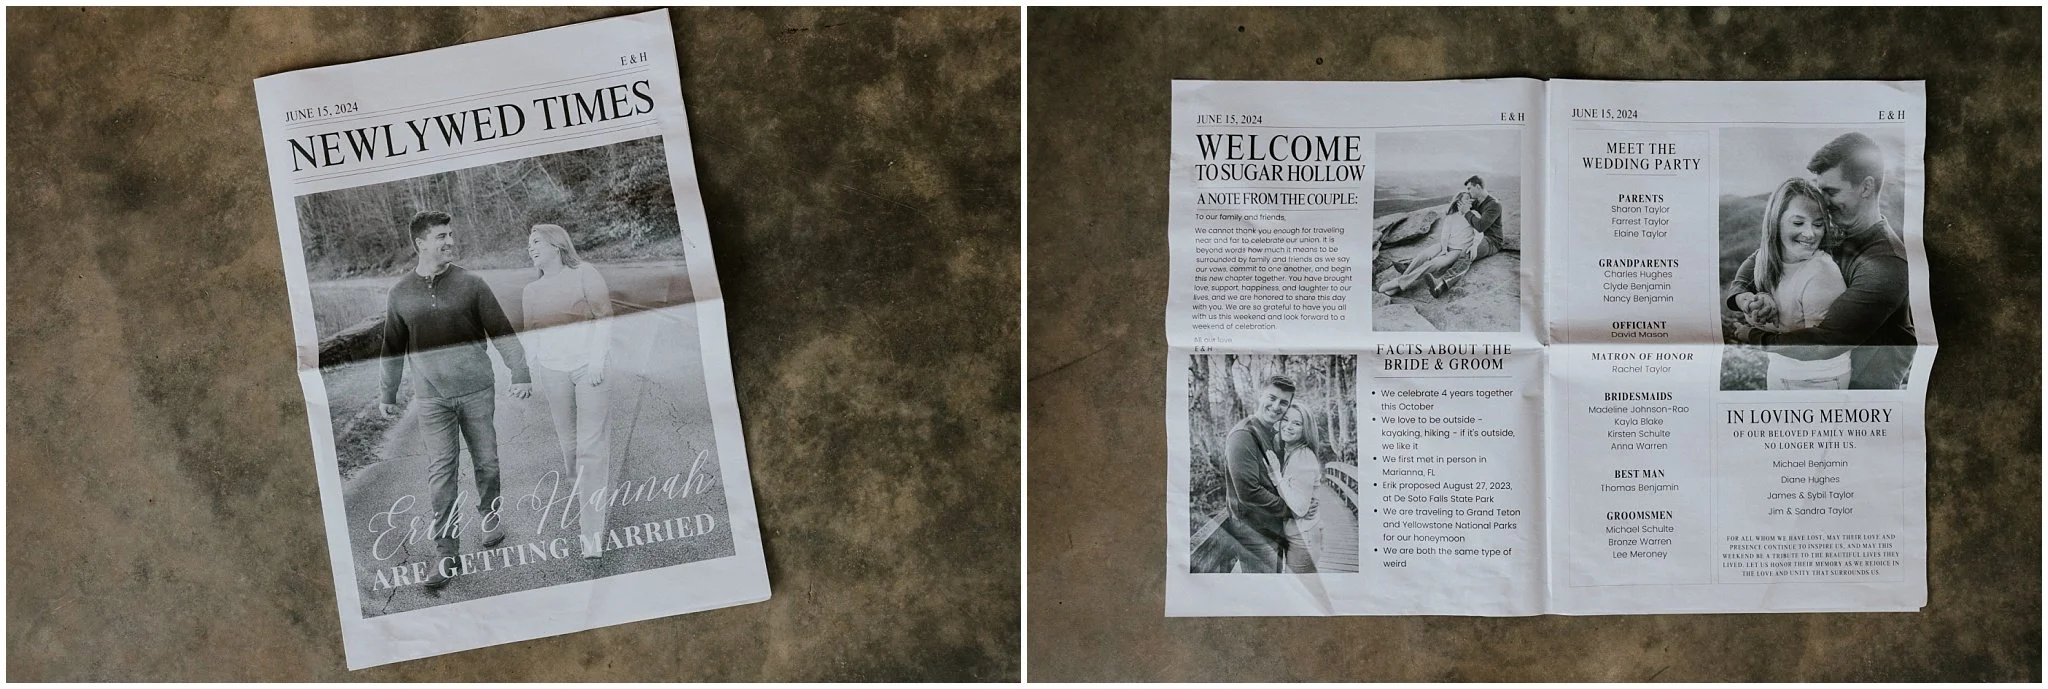 E & H
JUNE 15, 2024
NEWLYWED TIMES
Erik & Hannah
ARE GETTING MARRIED
JUNE 15, 2024
E & H
WELCOME
TO SUGAR HOLLOW
A NOTE FROM THE COUPLE:
To our family and friends,
We cannot thank you enough for traveling
near and far to celebrate our union. It is
beyond words how much it means to be
surrounded by family and friends as we say
our vows, commit to one another, and begin
this new chapter together. You have brought
love, support, happiness, and laughter to our
lives, and we are honored to share this day
with you. We are so grateful to have you all
with us this weekend and look forward to a
weekend of celebration.
All our love
E & H
FACTS ABOUT THE
BRIDE & GROOM
• We celebrate 4 years together
this October
• We love to be outside -
kayaking, hiking - if it's outside,
we like it
• We first met in person in
Marianna, FL
• Erik proposed August 27, 2023,
at De Soto Falls State Park
• We are traveling to Grand Teton
and Yellowstone National Parks
for our honeymoon
• We are both the same type of
weird
JUNE 15, 2024
E & H
MEET THE
WEDDING PARTY
PARENTS
Sharon Taylor
Farrest Taylor
Elaine Taylor
GRANDPARENTS
Charles Hughes
Clyde Benjamin
Nancy Benjamin
OFFICIANT
David Mason
MATRON OF HONOR
Rachel Taylor
BRIDESMAIDS
Madeline Johnson-Rao
Kayla Blake
Kirsten Schulte
Anna Warren
BEST MAN
Thomas Benjamin
GROOMSMEN
Michael Schulte
Bronze Warren
Lee Meroney
IN LOVING MEMORY
OF OUR BELOVED FAMILY WHO ARE
NO LONGER WITH US.
Michael Benjamin
Diane Hughes
James & Sybil Taylor
Jim & Sandra Taylor
FOR ALL WHOM WE HAVE LOST, MAY THEIR LOVE AND
PRESENCE CONTINUE TO INSPIRE US, AND MAY THIS
WEEKEND BE A TRIBUTE TO THE BEAUTIFUL LIVES THEY
LIVED. LET US HONOR THEIR MEMORY AS WE REJOICE IN
THE LOVE AND UNITY THAT SURROUNDS US